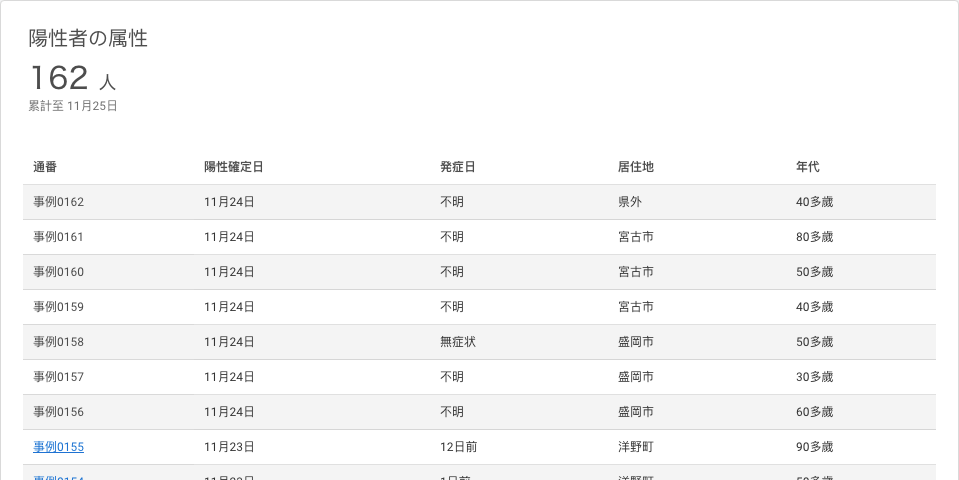 陽性者の属性
162 人
累計至 11月25日
通番 陽性確定日 発症日 居住地 年代
事例0162 11月24日 不明 県外 40多歳
事例0161 11月24日 不明 宮古市 80多歳
事例0160 11月24日 不明 宮古市 50多歳
事例0159 11月24日 不明 宮古市 40多歳
事例0158 11月24日 無症状 盛岡市 50多歳
事例0157 11月24日 不明 盛岡市 30多歳
事例0156 11月24日 不明 盛岡市 60多歳
事例0155 11月23日 12日前 洋野町 90多歳